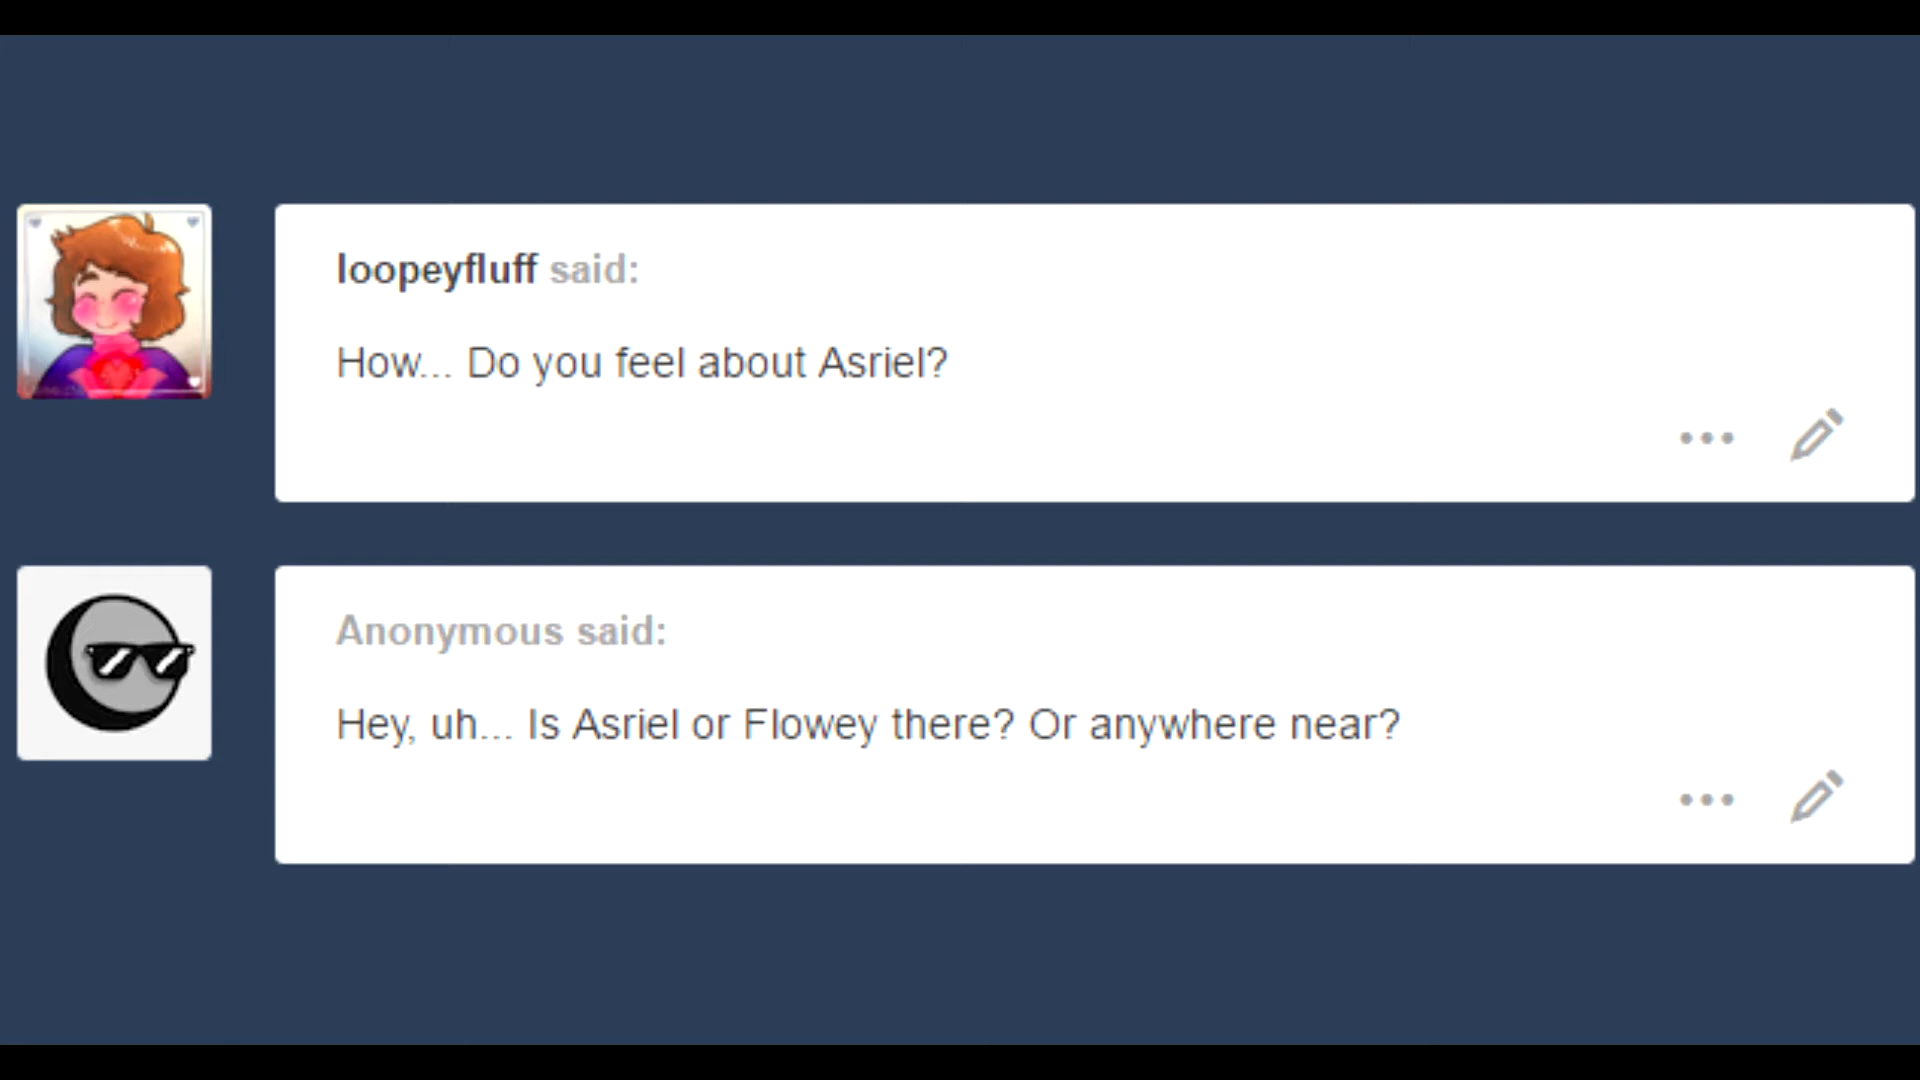 loopeyfluff said:
How... Do you feel about Asriel?
Anonymous said:
Hey, uh... Is Asriel or Flowey there? Or anywhere near?